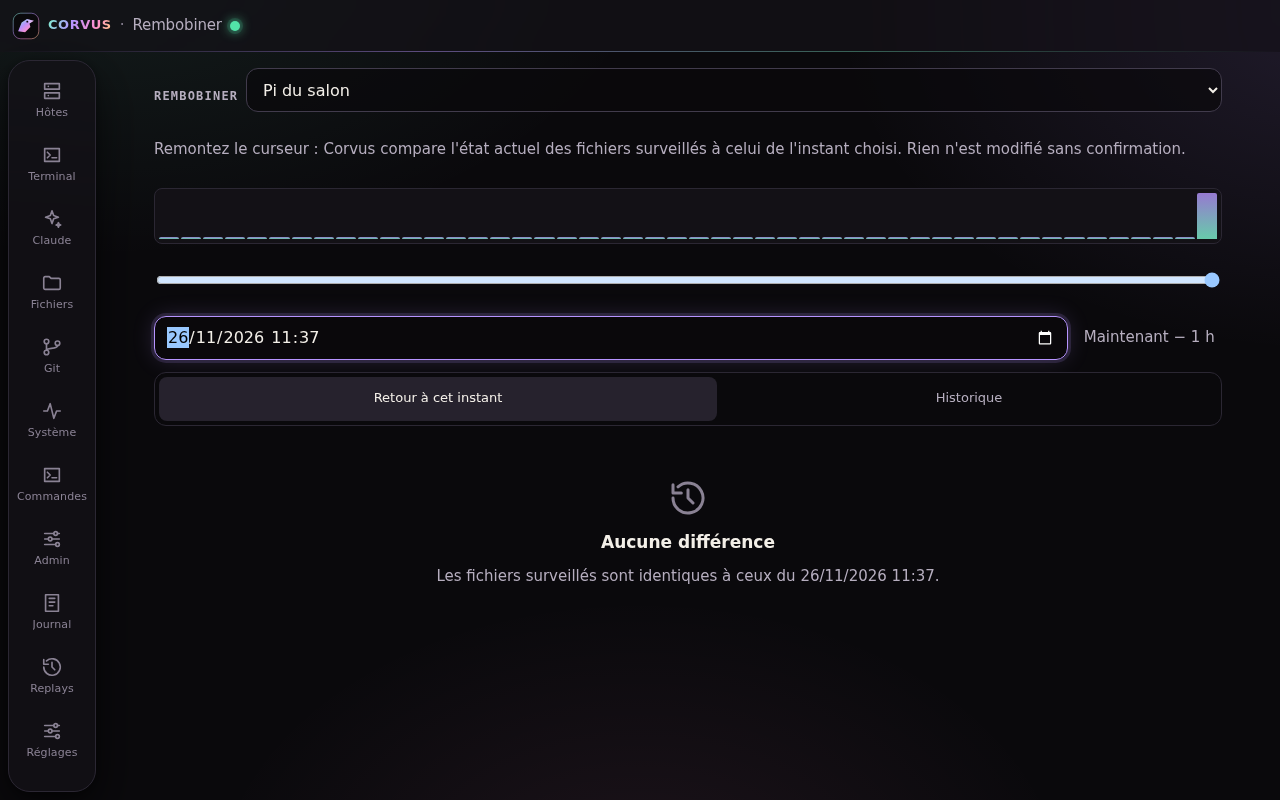 CORVUS · Rembobiner
Hôtes
Terminal
Claude
Fichiers
Git
Système
Commandes
Admin
Journal
Replays
Réglages
REMBOBINER Pi du salon
Remontez le curseur : Corvus compare l'état actuel des fichiers surveillés à celui de l'instant choisi. Rien n'est modifié sans confirmation.
26/11/2026 11:37 Maintenant − 1 h
Retour à cet instant Historique
Aucune différence
Les fichiers surveillés sont identiques à ceux du 26/11/2026 11:37.